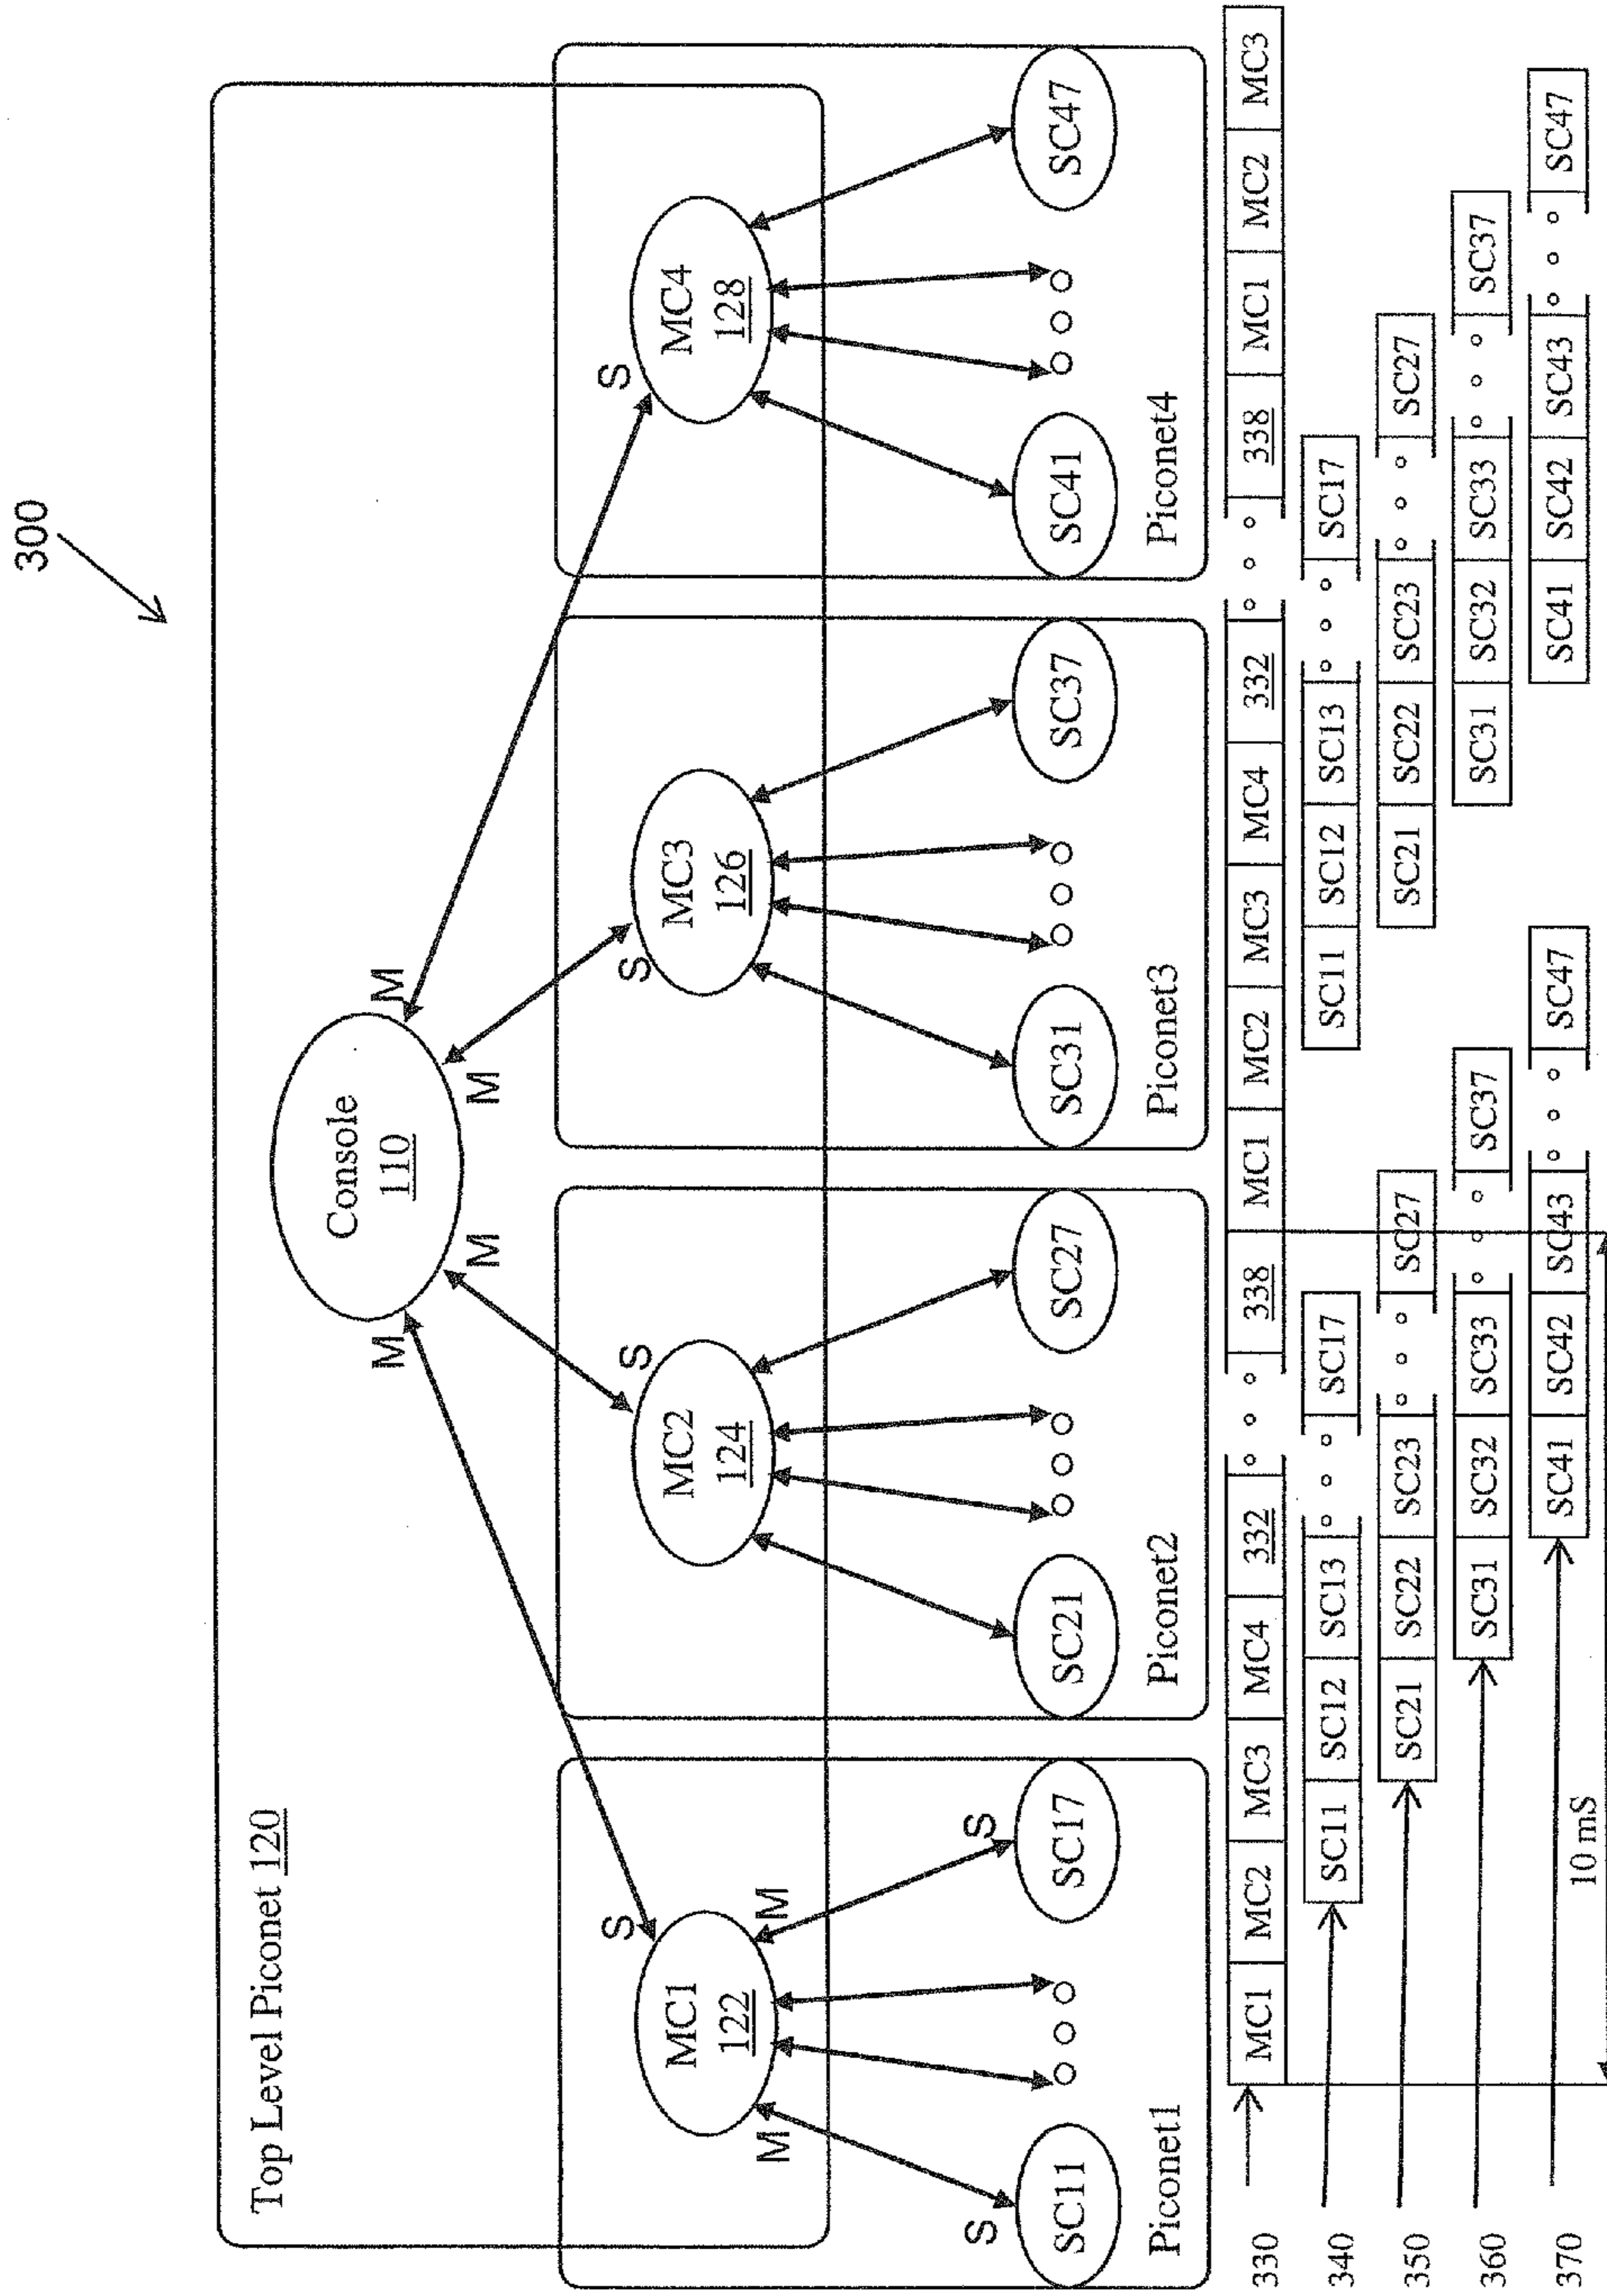 300
Top Level Piconet 120
Console
110
M
M
M
M
S
S
S
S
MC1
122
MC2
124
MC3
126
MC4
128
M
M
S
S
SC11
SC17
SC21
SC27
SC31
SC37
SC41
SC47
Piconet1
Piconet2
Piconet3
Piconet4
330
MC1 MC2 MC3 MC4 332 338 MC1 MC2 MC3 MC4 332 338 MC1 MC2 MC3
340
SC11 SC12 SC13 SC17 SC11 SC12 SC13 SC17
350
SC21 SC22 SC23 SC27 SC21 SC22 SC23 SC27
360
SC31 SC32 SC33 SC37 SC31 SC32 SC33 SC37
370
SC41 SC42 SC43 SC47 SC41 SC42 SC43 SC47
10 mS